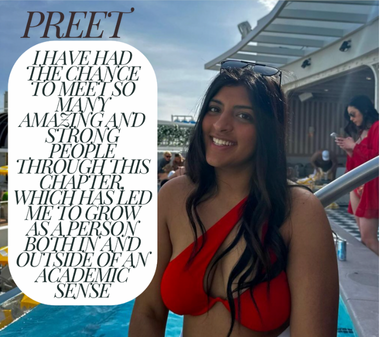 PREET
I HAVE HAD
THE CHANCE
TO MEET SO
MANY
AMAZING AND
STRONG
PEOPLE
THROUGH THIS
CHAPTER,
WHICH HAS LED
ME TO GROW
AS A PERSON
BOTH IN AND
OUTSIDE OF AN
ACADEMIC
SENSE